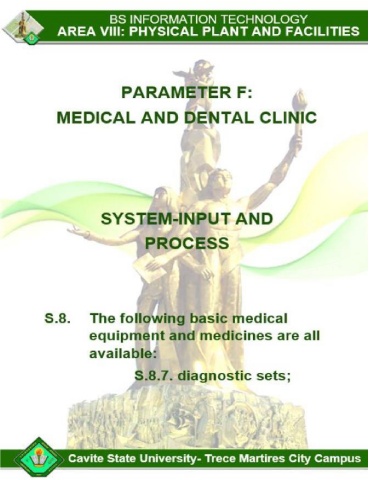 BS INFORMATION TECHNOLOGY
AREA VIII: PHYSICAL PLANT AND FACILITIES
PARAMETER F:
MEDICAL AND DENTAL CLINIC
SYSTEM-INPUT AND
PROCESS
S.8. The following basic medical
equipment and medicines are all
available:
S.8.7. diagnostic sets;
Cavite State University- Trece Martires City Campus